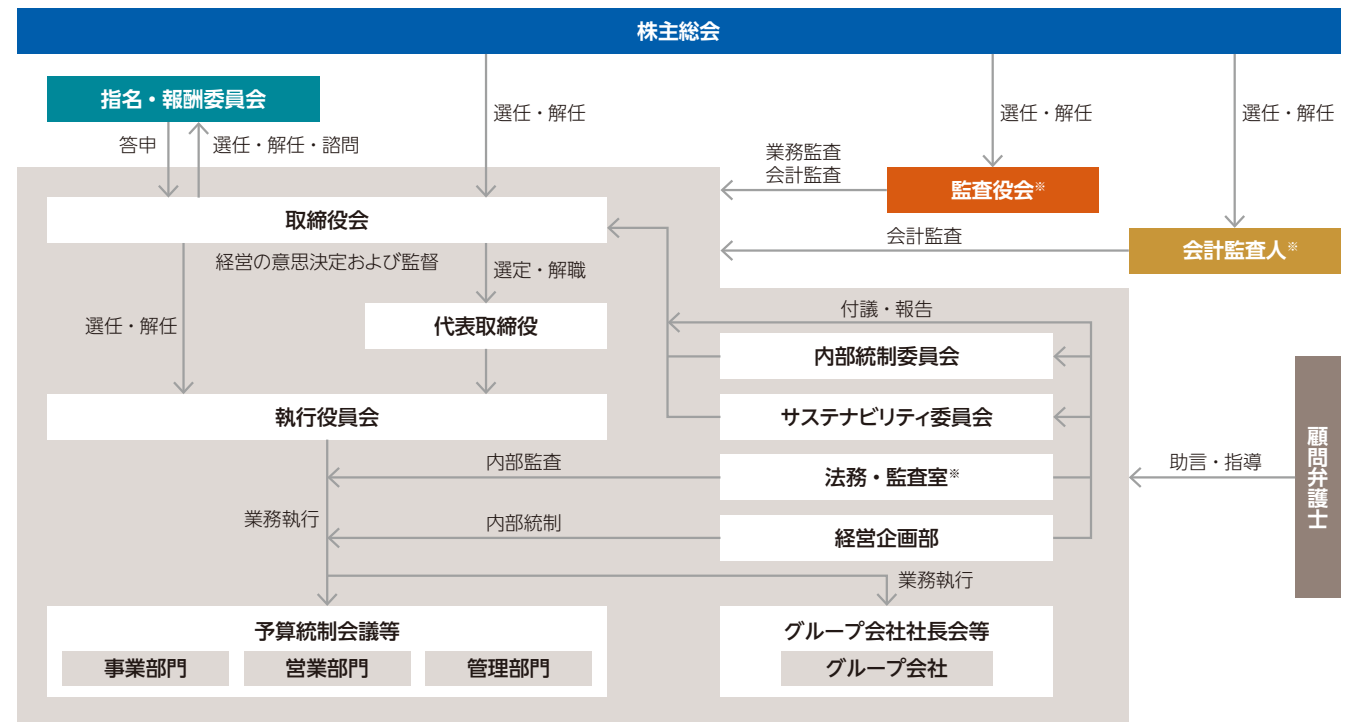 株主総会
指名・報酬委員会
選任・解任
選任・解任
選任・解任
答申
選任・解任・諮問
業務監査
会計監査
監査役会※
取締役会
会計監査
会計監査人※
経営の意思決定および監督
選定・解職
選任・解任
代表取締役
付議・報告
内部統制委員会
執行役員会
サステナビリティ委員会
内部監査
法務・監査室※
助言・指導
顧問弁護士
業務執行
内部統制
経営企画部
業務執行
予算統制会議等
事業部門
営業部門
管理部門
グループ会社社長会等
グループ会社